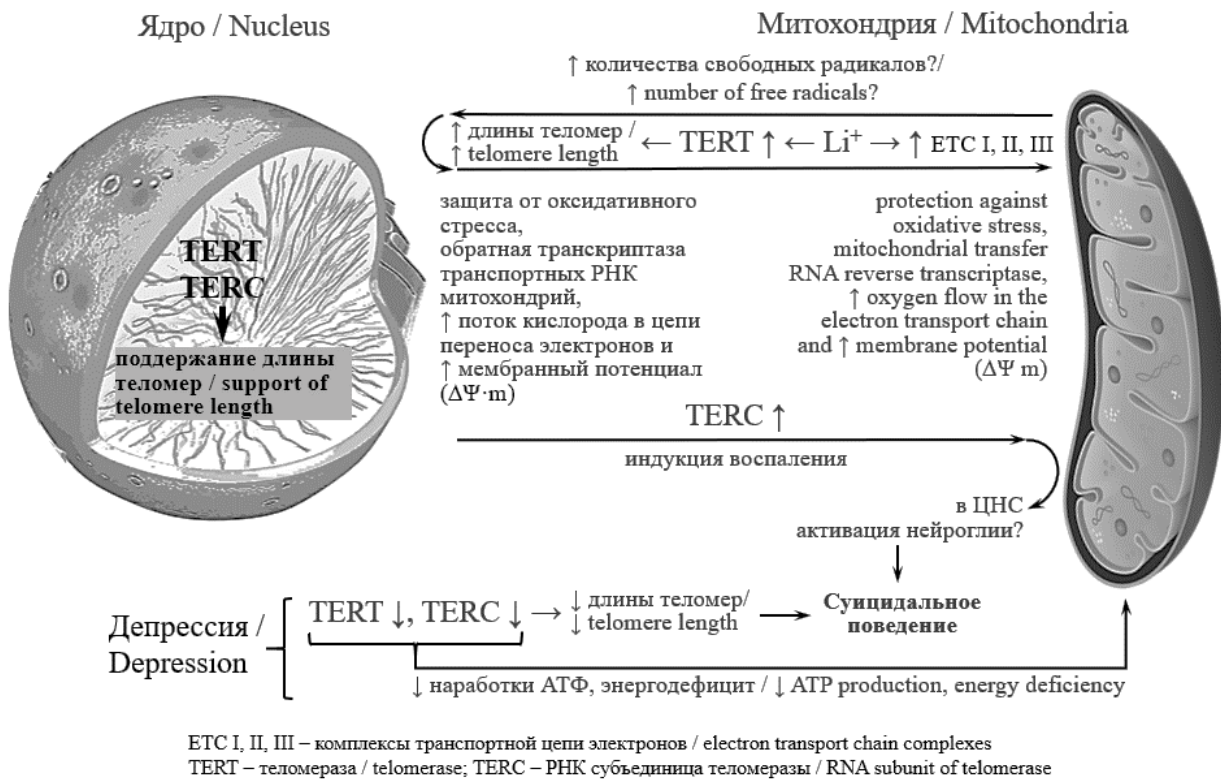 Ядро / Nucleus
Митохондрия / Mitochondria
↑ количества свободных радикалов?/
↑ number of free radicals?
↑ длины теломер /
↑ telomere length
← TERT ↑ ← Li⁺ → ↑ ETC I, II, III
защита от оксидативного
стресса,
обратная транскриптаза
транспортных РНК
митохондрий,
↑ поток кислорода в цепи
переноса электронов и
↑ мембранный потенциал
(ΔΨ·m)
protection against
oxidative stress,
mitochondrial transfer
RNA reverse transcriptase,
↑ oxygen flow in the
electron transport chain
and ↑ membrane potential
(ΔΨ m)
TERT
TERC
поддержание длины
теломер / support of
telomere length
TERC ↑
индукция воспаления
в ЦНС
активация нейроглии?
Депрессия /
Depression
TERT ↓, TERC ↓ →
↓ длины теломер/
↓ telomere length
Суицидальное
поведение
↓ наработки АТФ, энергодефицит / ↓ ATP production, energy deficiency
ETC I, II, III – комплексы транспортной цепи электронов / electron transport chain complexes
TERT – теломераза / telomerase; TERC – РНК субъединица теломеразы / RNA subunit of telomerase